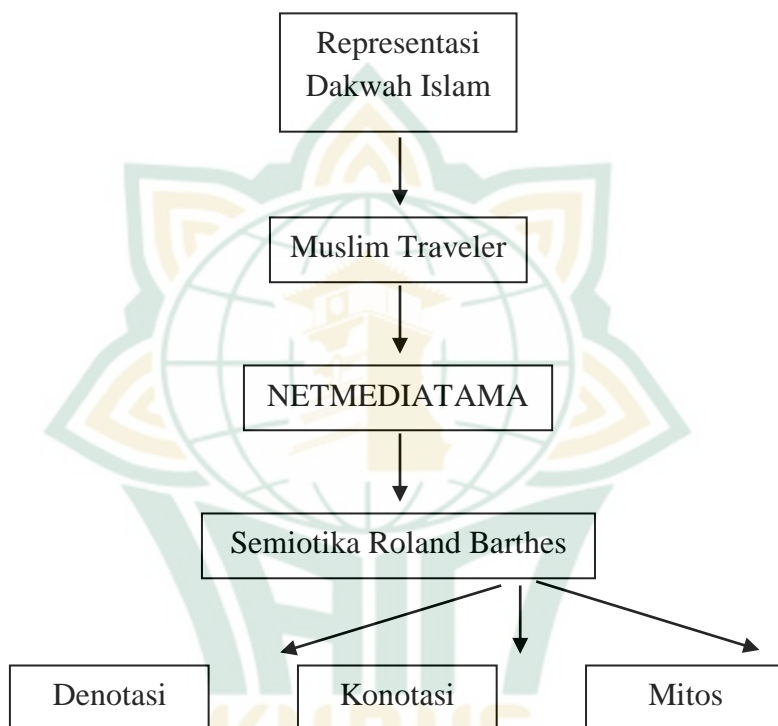 Representasi
Dakwah Islam
Muslim Traveler
NETMEDIATAMA
Semiotika Roland Barthes
Denotasi
Konotasi
Mitos